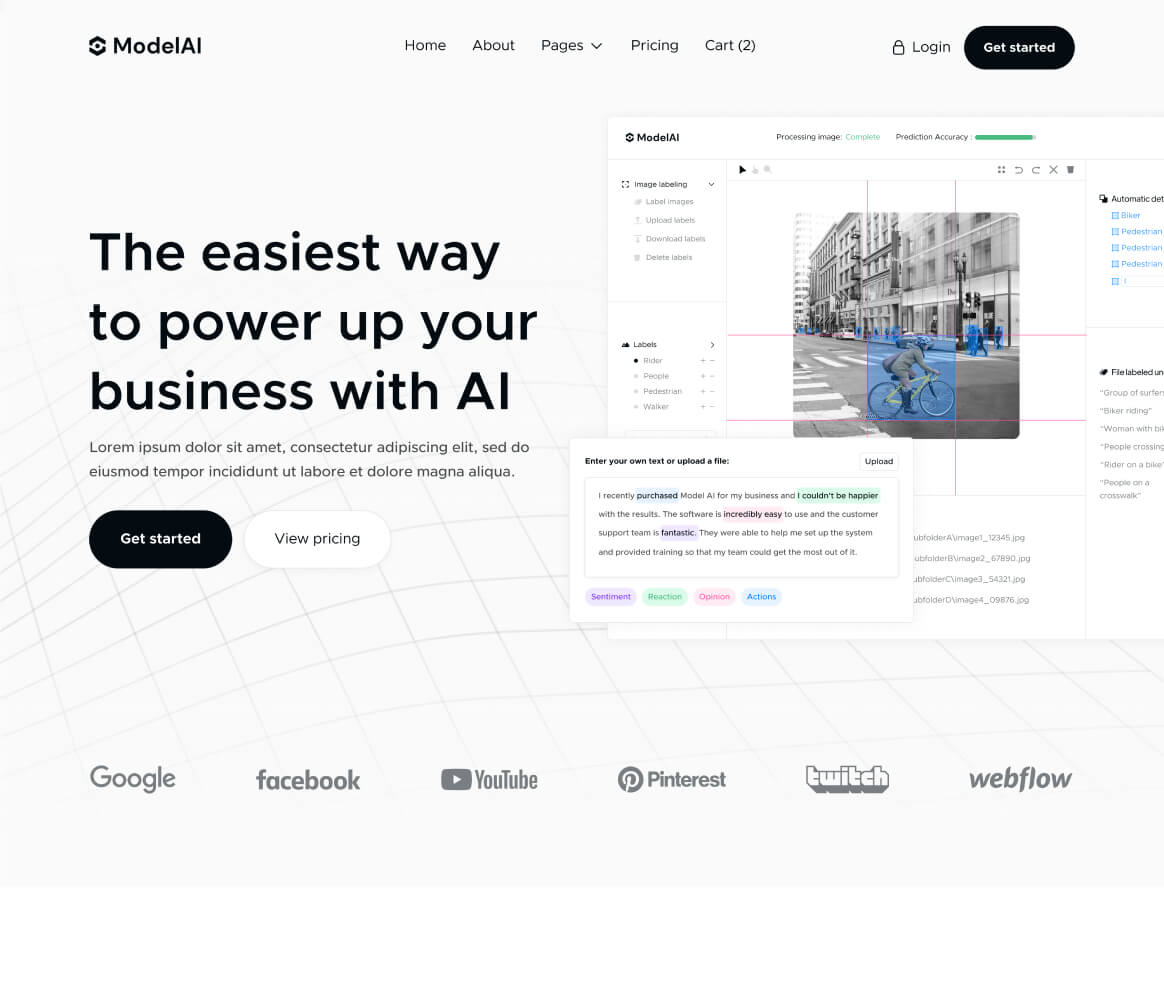 ModelAI
Home
About
Pages
Pricing
Cart (2)
Login
Get started
The easiest way
to power up your
business with AI
Lorem ipsum dolor sit amet, consectetur adipiscing elit, sed do
eiusmod tempor incididunt ut labore et dolore magna aliqua.
Get started
View pricing
ModelAI
Processing image: Complete
Prediction Accuracy :
Image labeling
Label images
Upload labels
Download labels
Delete labels
Labels
Rider + −
People + −
Pedestrian + −
Walker + −
Automatic det
Biker
Pedestrian
Pedestrian
Pedestrian
File labeled un
“Group of surfers
“Biker riding”
“Woman with bik
“People crossing
“Rider on a bike”
“People on a
crosswalk”
Enter your own text or upload a file:
Upload
I recently purchased Model AI for my business and I couldn't be happier
with the results. The software is incredibly easy to use and the customer
support team is fantastic. They were able to help me set up the system
and provided training so that my team could get the most out of it.
Sentiment
Reaction
Opinion
Actions
ubfolderA\image1_12345.jpg
ubfolderB\image2_67890.jpg
ubfolderC\image3_54321.jpg
ubfolderD\image4_09876.jpg
Google
facebook
YouTube
Pinterest
twitch
webflow